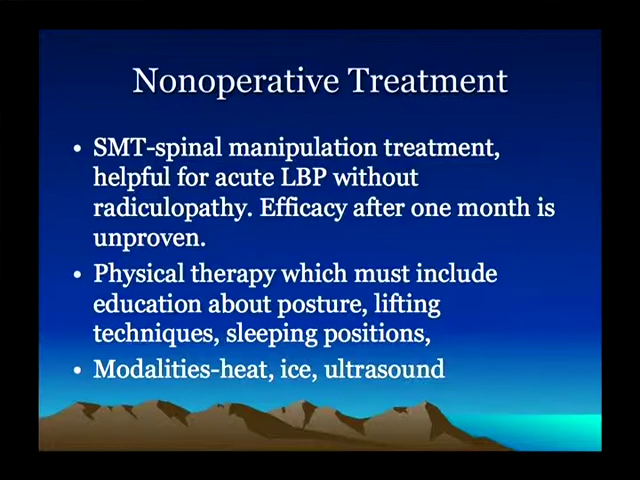 Nonoperative Treatment
• SMT-spinal manipulation treatment,
helpful for acute LBP without
radiculopathy. Efficacy after one month is
unproven.
• Physical therapy which must include
education about posture, lifting
techniques, sleeping positions,
• Modalities-heat, ice, ultrasound